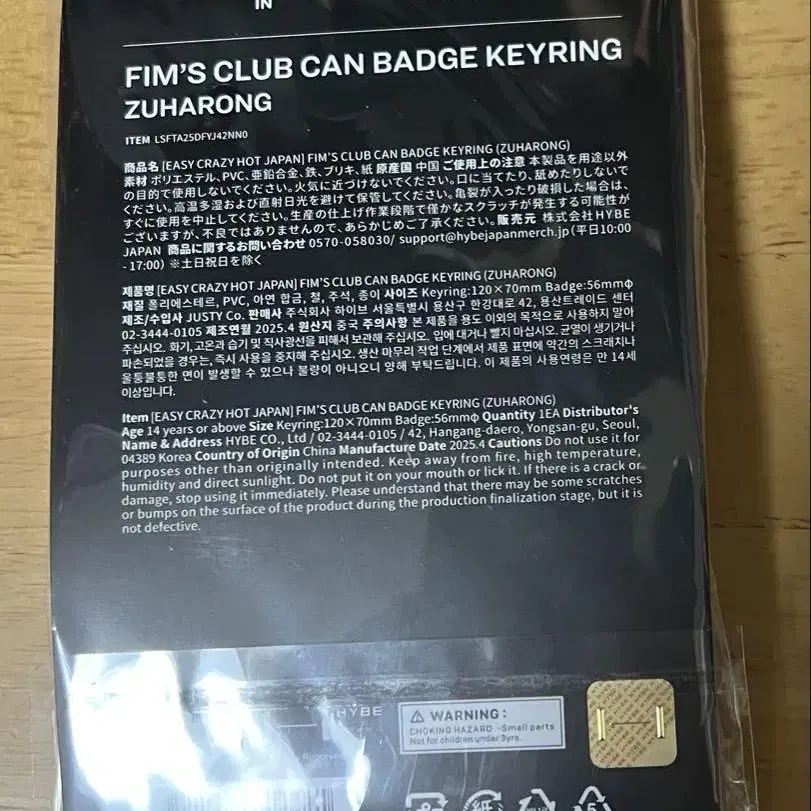 IN
FIM'S CLUB CAN BADGE KEYRING
ZUHARONG
ITEM LSFTA25DFYJ42NN0
商品名 [EASY CRAZY HOT JAPAN] FIM'S CLUB CAN BADGE KEYRING (ZUHARONG)
素材 ポリエステル、PVC、亜鉛合金、鉄、ブリキ、紙 原産国 中国 ご使用上の注意 本製品を用途以外
の目的で使用しないでください。火気に近づけないでください。口に当てたり、舐めたりしないで
ください。高温多湿および直射日光を避けて保管してください。亀裂が入ったり破損した場合は、
すぐに使用を中止してください。生産の仕上げ作業段階で僅かなスクラッチが発生する可能性が
ございますが、不良ではありませんので、あらかじめご了承ください。販売元 株式会社HYBE
JAPAN 商品に関するお問い合わせ 0570-058030/ support@hybejapanmerch.jp(平日10:00
- 17:00) ※土日祝日を除く
제품명 [EASY CRAZY HOT JAPAN] FIM'S CLUB CAN BADGE KEYRING (ZUHARONG)
재질 폴리에스테르, PVC, 아연 합금, 철, 주석, 종이 사이즈 Keyring:120×70mm Badge:56mmφ
제조/수입사 JUSTY Co. 판매사 주식회사 하이브 서울특별시 용산구 한강대로 42, 용산트레이드 센터
02-3444-0105 제조연월 2025.4 원산지 중국 주의사항 본 제품을 용도 이외의 목적으로 사용하지 말아
주십시오. 화기, 고온과 습기 및 직사광선을 피해서 보관해 주십시오. 입에 대거나 빨지 마십시오. 균열이 생기거나
파손되었을 경우는, 즉시 사용을 중지해 주십시오. 생산 마무리 작업 단계에서 제품 표면에 약간의 스크래치나
울퉁불퉁한 면이 발생할 수 있으나 불량이 아니오니 양해 부탁드립니다. 이 제품의 사용연령은 만 14세
이상입니다.
Item [EASY CRAZY HOT JAPAN] FIM'S CLUB CAN BADGE KEYRING (ZUHARONG)
Age 14 years or above Size Keyring:120×70mm Badge:56mmφ Quantity 1EA Distributor's
Name & Address HYBE CO., Ltd / 02-3444-0105 / 42, Hangang-daero, Yongsan-gu, Seoul,
04389 Korea Country of Origin China Manufacture Date 2025.4 Cautions Do not use it for
purposes other than originally intended. Keep away from fire, high temperature,
humidity and direct sunlight. Do not put it on your mouth or lick it. If there is a crack or
damage, stop using it immediately. Please understand that there may be some scratches
or bumps on the surface of the product during the production finalization stage, but it is
not defective.
HYBE
WARNING:
CHOKING HAZARD -Small parts
Not for children under 3yrs.
紙
5